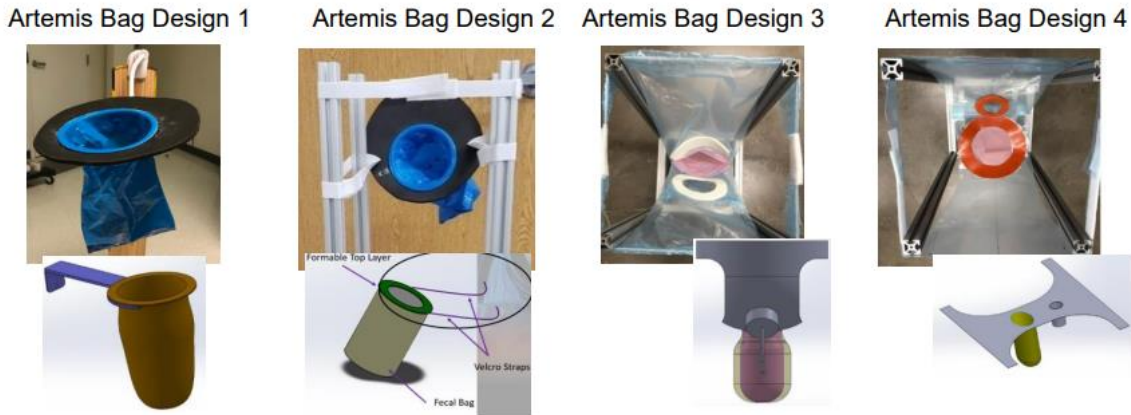 Artemis Bag Design 1
Artemis Bag Design 2
Artemis Bag Design 3
Artemis Bag Design 4
Formable Top Layer
Velcro Straps
Fecal Bag